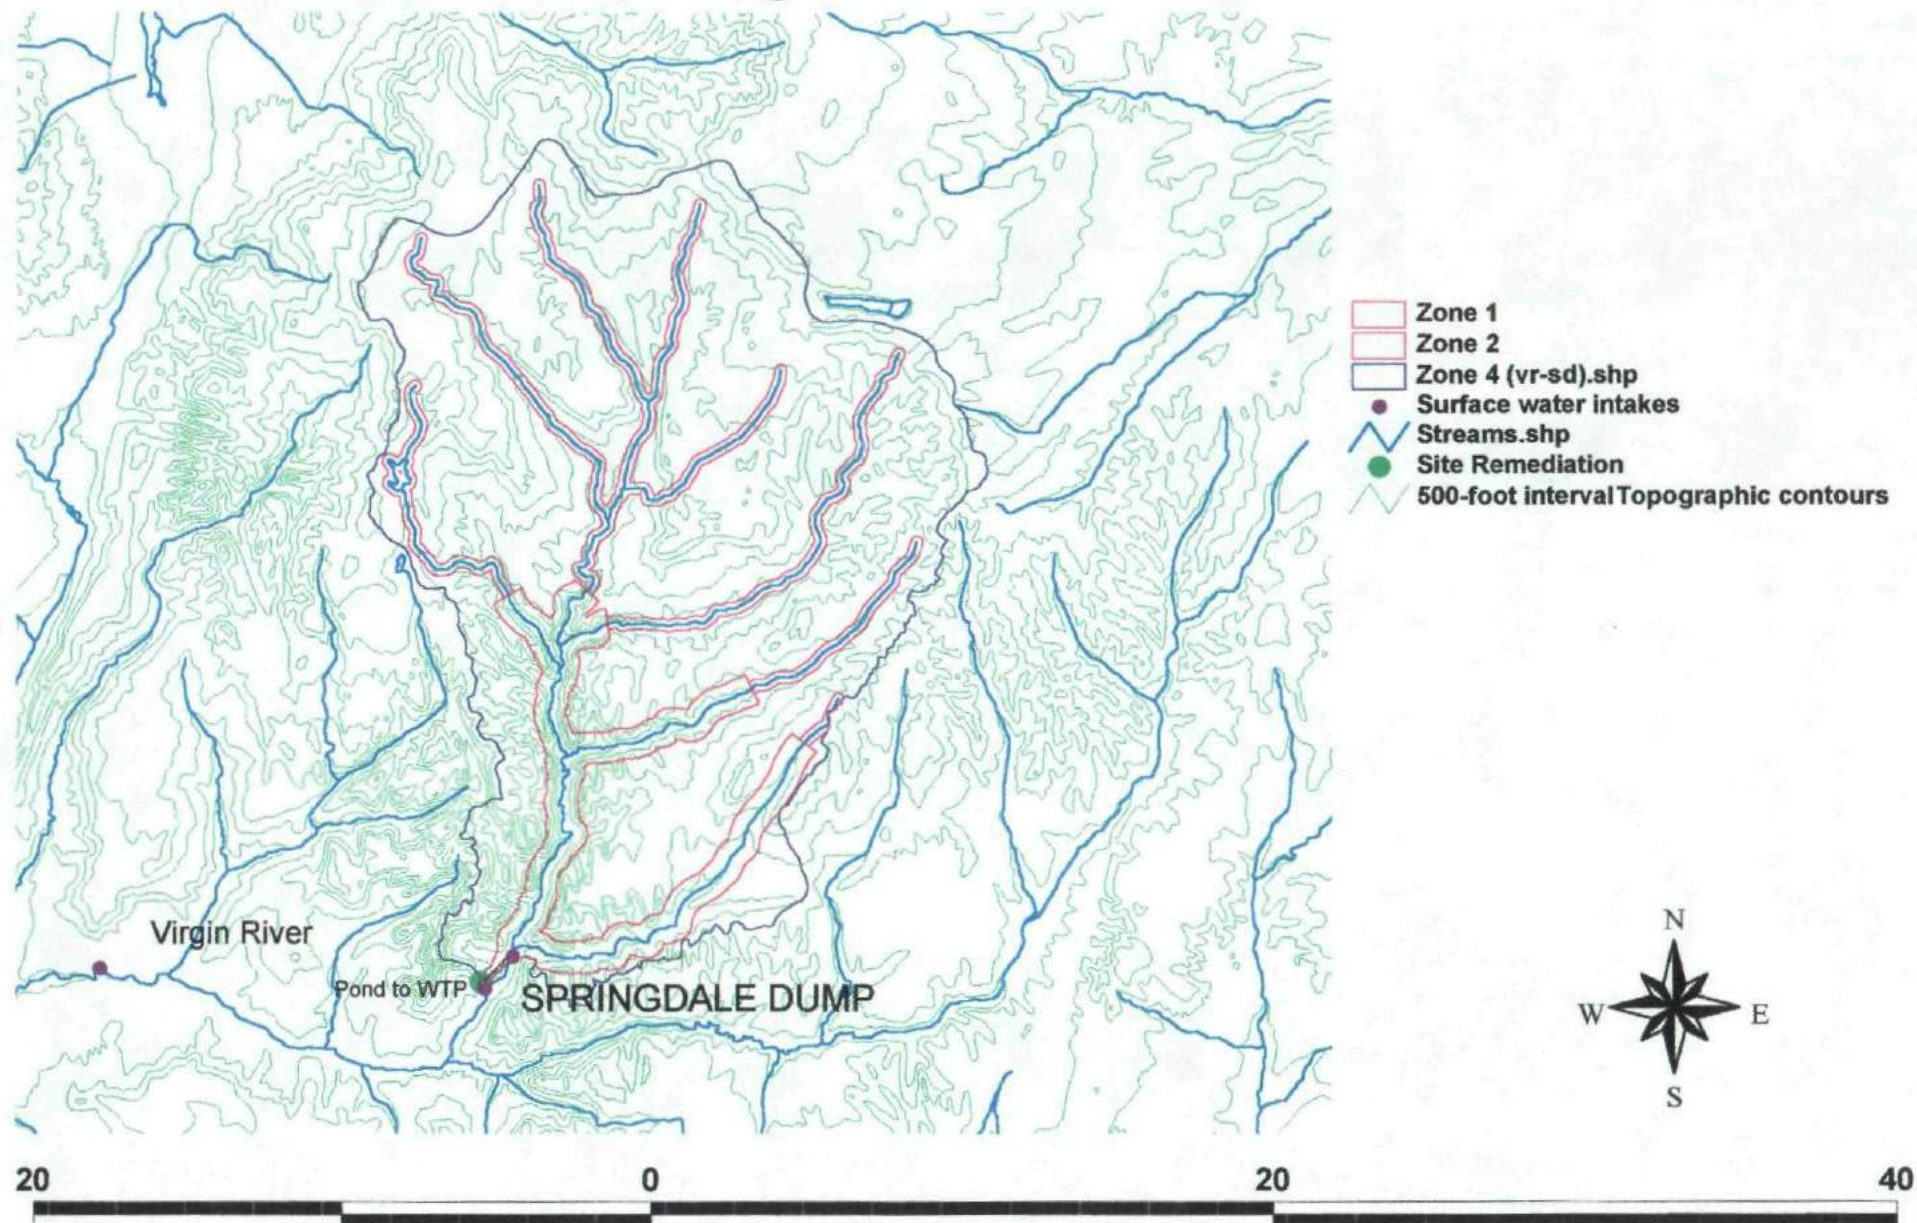 Zone 1
Zone 2
Zone 4 (vr-sd).shp
Surface water intakes
Streams.shp
Site Remediation
500-foot interval Topographic contours
Virgin River
Pond to WTP
SPRINGDALE DUMP
N
W E
S
20 0 20 40